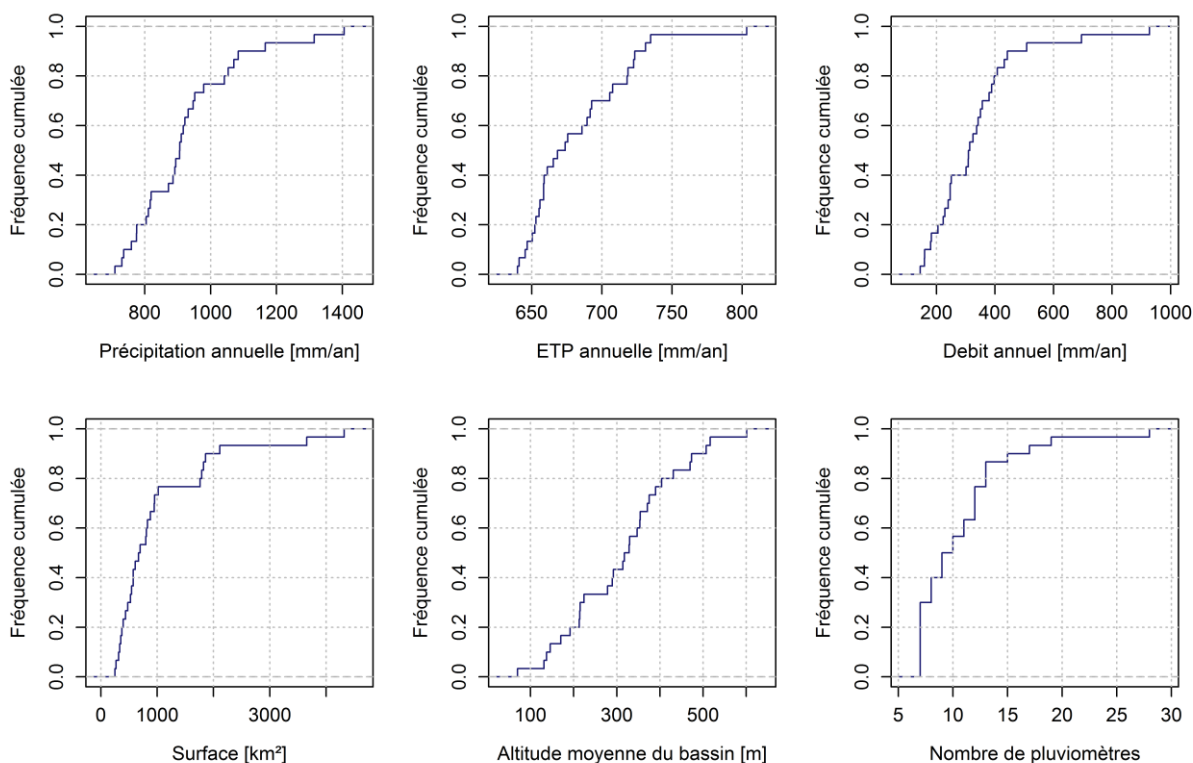 Fréquence cumulée
0.0 0.2 0.4 0.6 0.8 1.0
800 1000 1200 1400
Précipitation annuelle [mm/an]
Fréquence cumulée
0.0 0.2 0.4 0.6 0.8 1.0
650 700 750 800
ETP annuelle [mm/an]
Fréquence cumulée
0.0 0.2 0.4 0.6 0.8 1.0
200 400 600 800 1000
Debit annuel [mm/an]
Fréquence cumulée
0.0 0.2 0.4 0.6 0.8 1.0
0 1000 3000
Surface [km²]
Fréquence cumulée
0.0 0.2 0.4 0.6 0.8 1.0
100 300 500
Altitude moyenne du bassin [m]
Fréquence cumulée
0.0 0.2 0.4 0.6 0.8 1.0
5 10 15 20 25 30
Nombre de pluviomètres